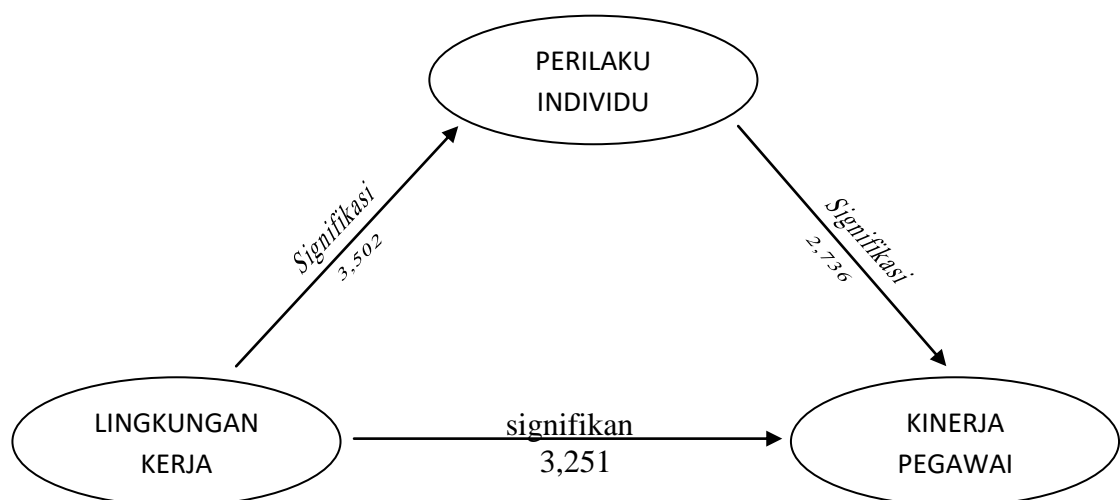 PERILAKU
INDIVIDU
Signifikasi
3,502
Signifikasi
2,736
LINGKUNGAN
KERJA
signifikan
3,251
KINERJA
PEGAWAI